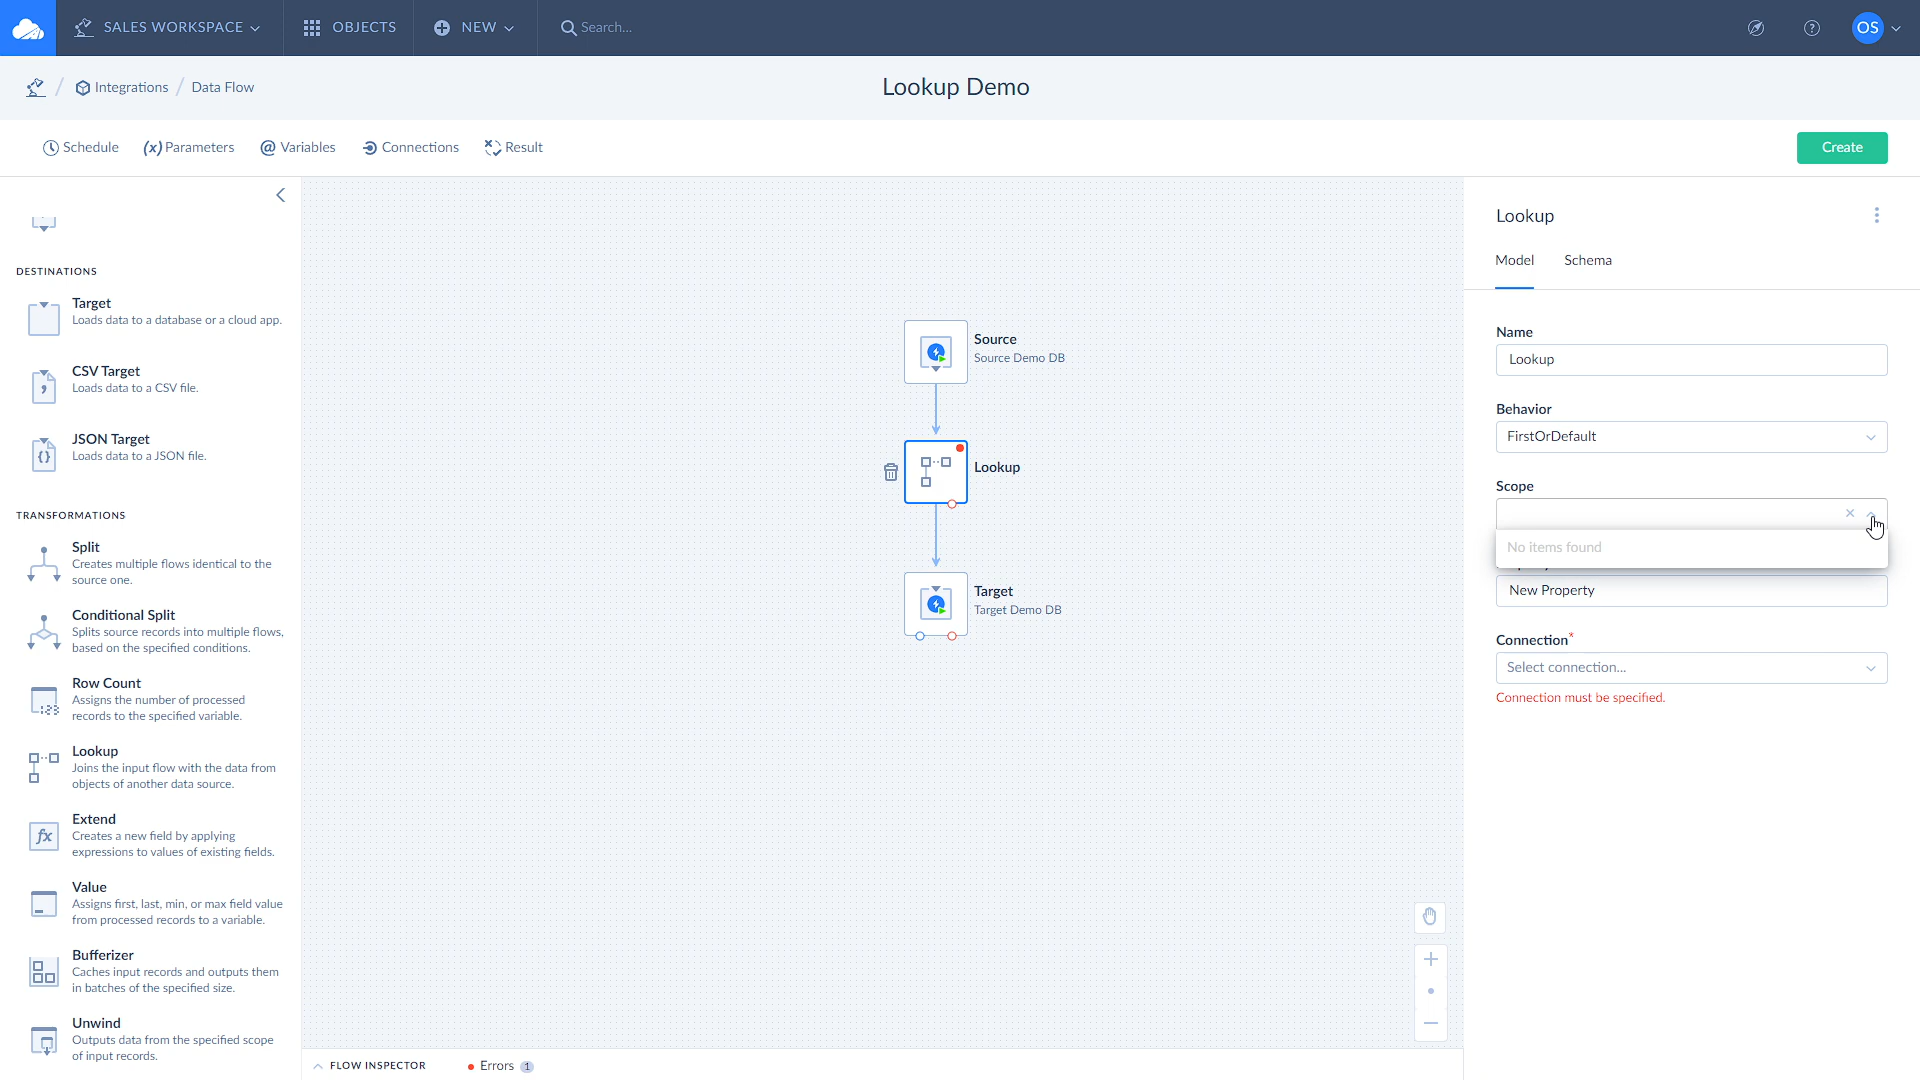 SALES WORKSPACE
OBJECTS
NEW
Search...
OS
Integrations / Data Flow
Lookup Demo
Schedule
(x) Parameters
@ Variables
Connections
Result
Create
DESTINATIONS
Target
Loads data to a database or a cloud app.
CSV Target
Loads data to a CSV file.
JSON Target
Loads data to a JSON file.
TRANSFORMATIONS
Split
Creates multiple flows identical to the
source one.
Conditional Split
Splits source records into multiple flows,
based on the specified conditions.
Row Count
Assigns the number of processed
records to the specified variable.
Lookup
Joins the input flow with the data from
objects of another data source.
fx
Extend
Creates a new field by applying
expressions to values of existing fields.
Value
Assigns first, last, min, or max field value
from processed records to a variable.
Bufferizer
Caches input records and outputs them
in batches of the specified size.
Unwind
Outputs data from the specified scope
of input records.
Source
Source Demo DB
Lookup
Target
Target Demo DB
FLOW INSPECTOR
Errors 1
Lookup
Model
Schema
Name
Lookup
Behavior
FirstOrDefault
Scope
No items found
New Property
Connection*
Select connection...
Connection must be specified.